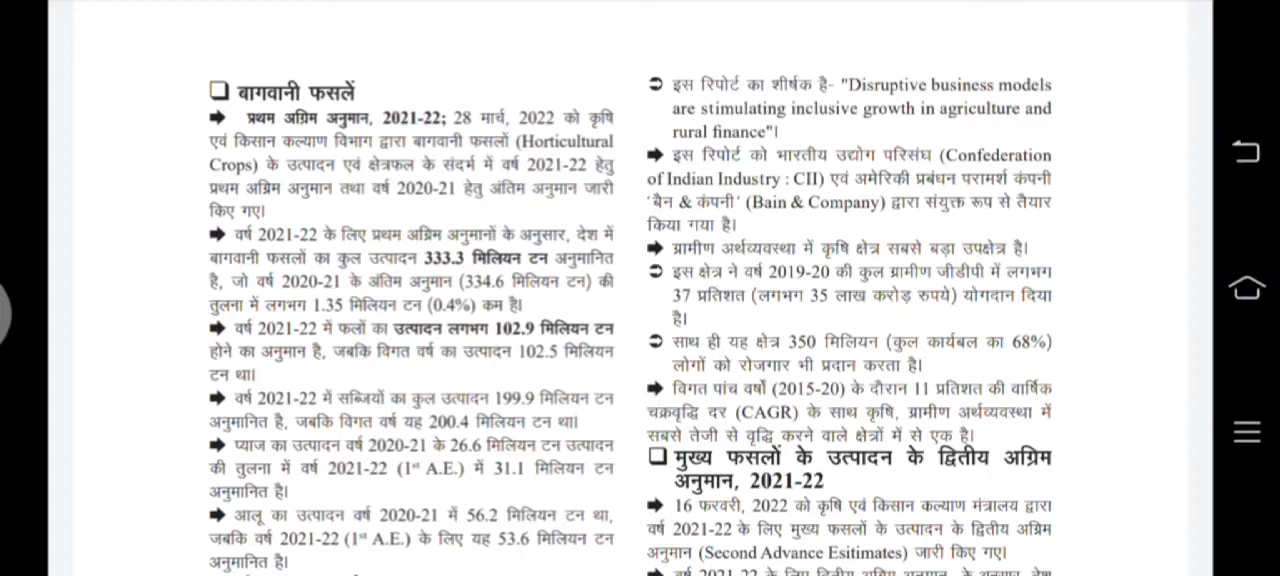 ❑ बागवानी फसलें
➡ प्रथम अग्रिम अनुमान, 2021-22; 28 मार्च, 2022 को कृषि
एवं किसान कल्याण विभाग द्वारा बागवानी फसलों (Horticultural
Crops) के उत्पादन एवं क्षेत्रफल के संदर्भ में वर्ष 2021-22 हेतु
प्रथम अग्रिम अनुमान तथा वर्ष 2020-21 हेतु अंतिम अनुमान जारी
किए गए।
➡ वर्ष 2021-22 के लिए प्रथम अग्रिम अनुमानों के अनुसार, देश में
बागवानी फसलों का कुल उत्पादन 333.3 मिलियन टन अनुमानित
है, जो वर्ष 2020-21 के अंतिम अनुमान (334.6 मिलियन टन) की
तुलना में लगभग 1.35 मिलियन टन (0.4%) कम है।
➡ वर्ष 2021-22 में फलों का उत्पादन लगभग 102.9 मिलियन टन
होने का अनुमान है, जबकि विगत वर्ष का उत्पादन 102.5 मिलियन
टन था।
➡ वर्ष 2021-22 में सब्जियों का कुल उत्पादन 199.9 मिलियन टन
अनुमानित है, जबकि विगत वर्ष यह 200.4 मिलियन टन था।
➡ प्याज का उत्पादन वर्ष 2020-21 के 26.6 मिलियन टन उत्पादन
की तुलना में वर्ष 2021-22 (1st A.E.) में 31.1 मिलियन टन
अनुमानित है।
➡ आलू का उत्पादन वर्ष 2020-21 में 56.2 मिलियन टन था,
जबकि वर्ष 2021-22 (1st A.E.) के लिए यह 53.6 मिलियन टन
अनुमानित है।
➲ इस रिपोर्ट का शीर्षक है- "Disruptive business models
are stimulating inclusive growth in agriculture and
rural finance"।
➡ इस रिपोर्ट को भारतीय उद्योग परिसंघ (Confederation
of Indian Industry : CII) एवं अमेरिकी प्रबंधन परामर्श कंपनी
'बैन & कंपनी' (Bain & Company) द्वारा संयुक्त रूप से तैयार
किया गया है।
➡ ग्रामीण अर्थव्यवस्था में कृषि क्षेत्र सबसे बड़ा उपक्षेत्र है।
➲ इस क्षेत्र ने वर्ष 2019-20 की कुल ग्रामीण जीडीपी में लगभग
37 प्रतिशत (लगभग 35 लाख करोड़ रुपये) योगदान दिया
है।
➲ साथ ही यह क्षेत्र 350 मिलियन (कुल कार्यबल का 68%)
लोगों को रोजगार भी प्रदान करता है।
➡ विगत पांच वर्षों (2015-20) के दौरान 11 प्रतिशत की वार्षिक
चक्रवृद्धि दर (CAGR) के साथ कृषि, ग्रामीण अर्थव्यवस्था में
सबसे तेजी से वृद्धि करने वाले क्षेत्रों में से एक है।
❑ मुख्य फसलों के उत्पादन के द्वितीय अग्रिम
अनुमान, 2021-22
➡ 16 फरवरी, 2022 को कृषि एवं किसान कल्याण मंत्रालय द्वारा
वर्ष 2021-22 के लिए मुख्य फसलों के उत्पादन के द्वितीय अग्रिम
अनुमान (Second Advance Esitimates) जारी किए गए।
➡ वर्ष 2021-22 के लिए द्वितीय अग्रिम अनुमान के अनुसार, देश